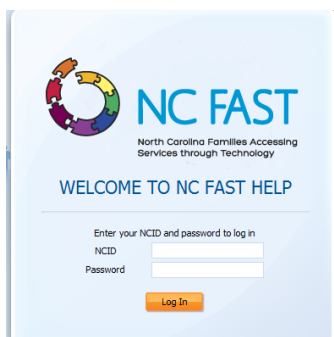 NC FAST
North Carolina Families Accessing
Services through Technology
WELCOME TO NC FAST HELP
Enter your NCID and password to log in
NCID
Password
Log In